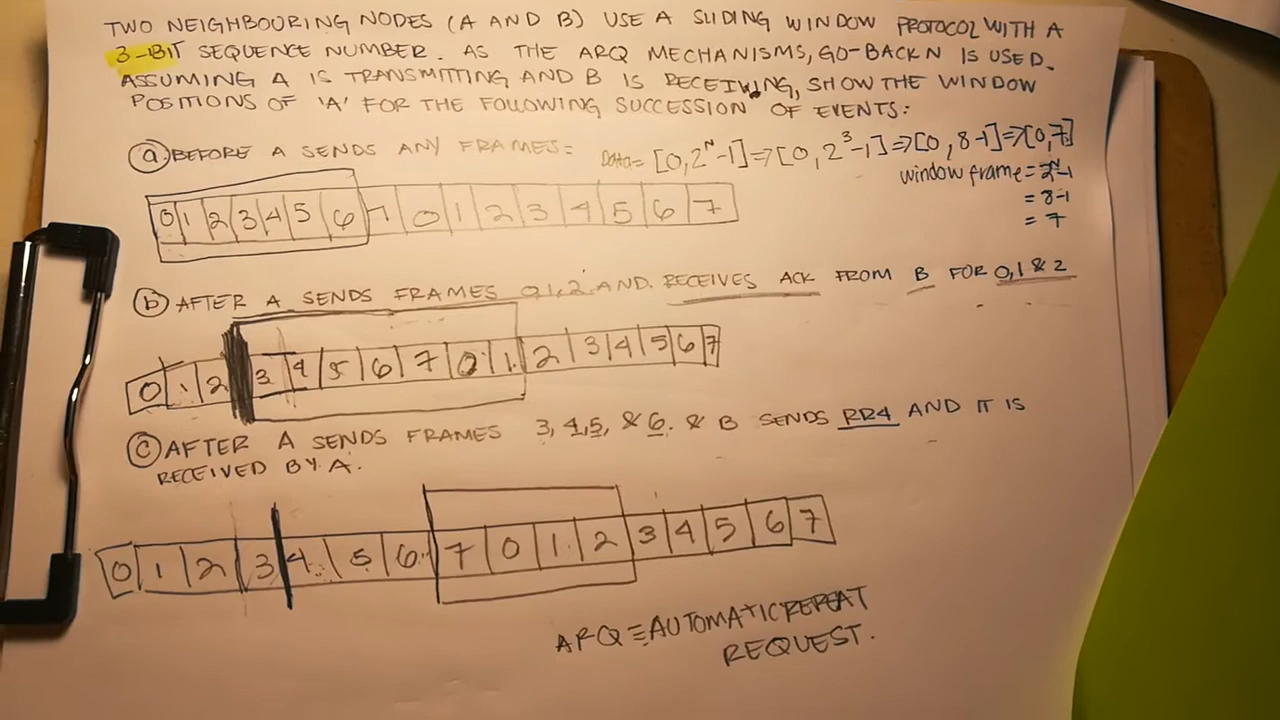 TWO NEIGHBOURING NODES (A AND B) USE A SLIDING WINDOW PROTOCOL WITH A
3-BIT SEQUENCE NUMBER. AS THE ARQ MECHANISMS, GO-BACK N IS USED.
ASSUMING A IS TRANSMITTING AND B IS RECEIVING, SHOW THE WINDOW
POSITIONS OF 'A' FOR THE FOLLOWING SUCCESSION OF EVENTS:
(a) BEFORE A SENDS ANY FRAMES= Data= [0,2^N-1]⇒[0,2^3-1]⇒[0,8-1]⇒[0,7]
window frame=2^N-1
= 8-1
= 7
0 1 2 3 4 5 6 7 0 1 2 3 4 5 6 7
(b) AFTER A SENDS FRAMES 0,1,2 AND RECEIVES ACK FROM B FOR 0,1 & 2
0 1 2 3 4 5 6 7 0 1 2 3 4 5 6 7
(c) AFTER A SENDS FRAMES 3, 4,5, & 6. & B SENDS RR4 AND IT IS
RECEIVED BY A.
0 1 2 3 4 5 6 7 0 1 2 3 4 5 6 7
ARQ ≡ AUTOMATIC REPEAT
REQUEST.